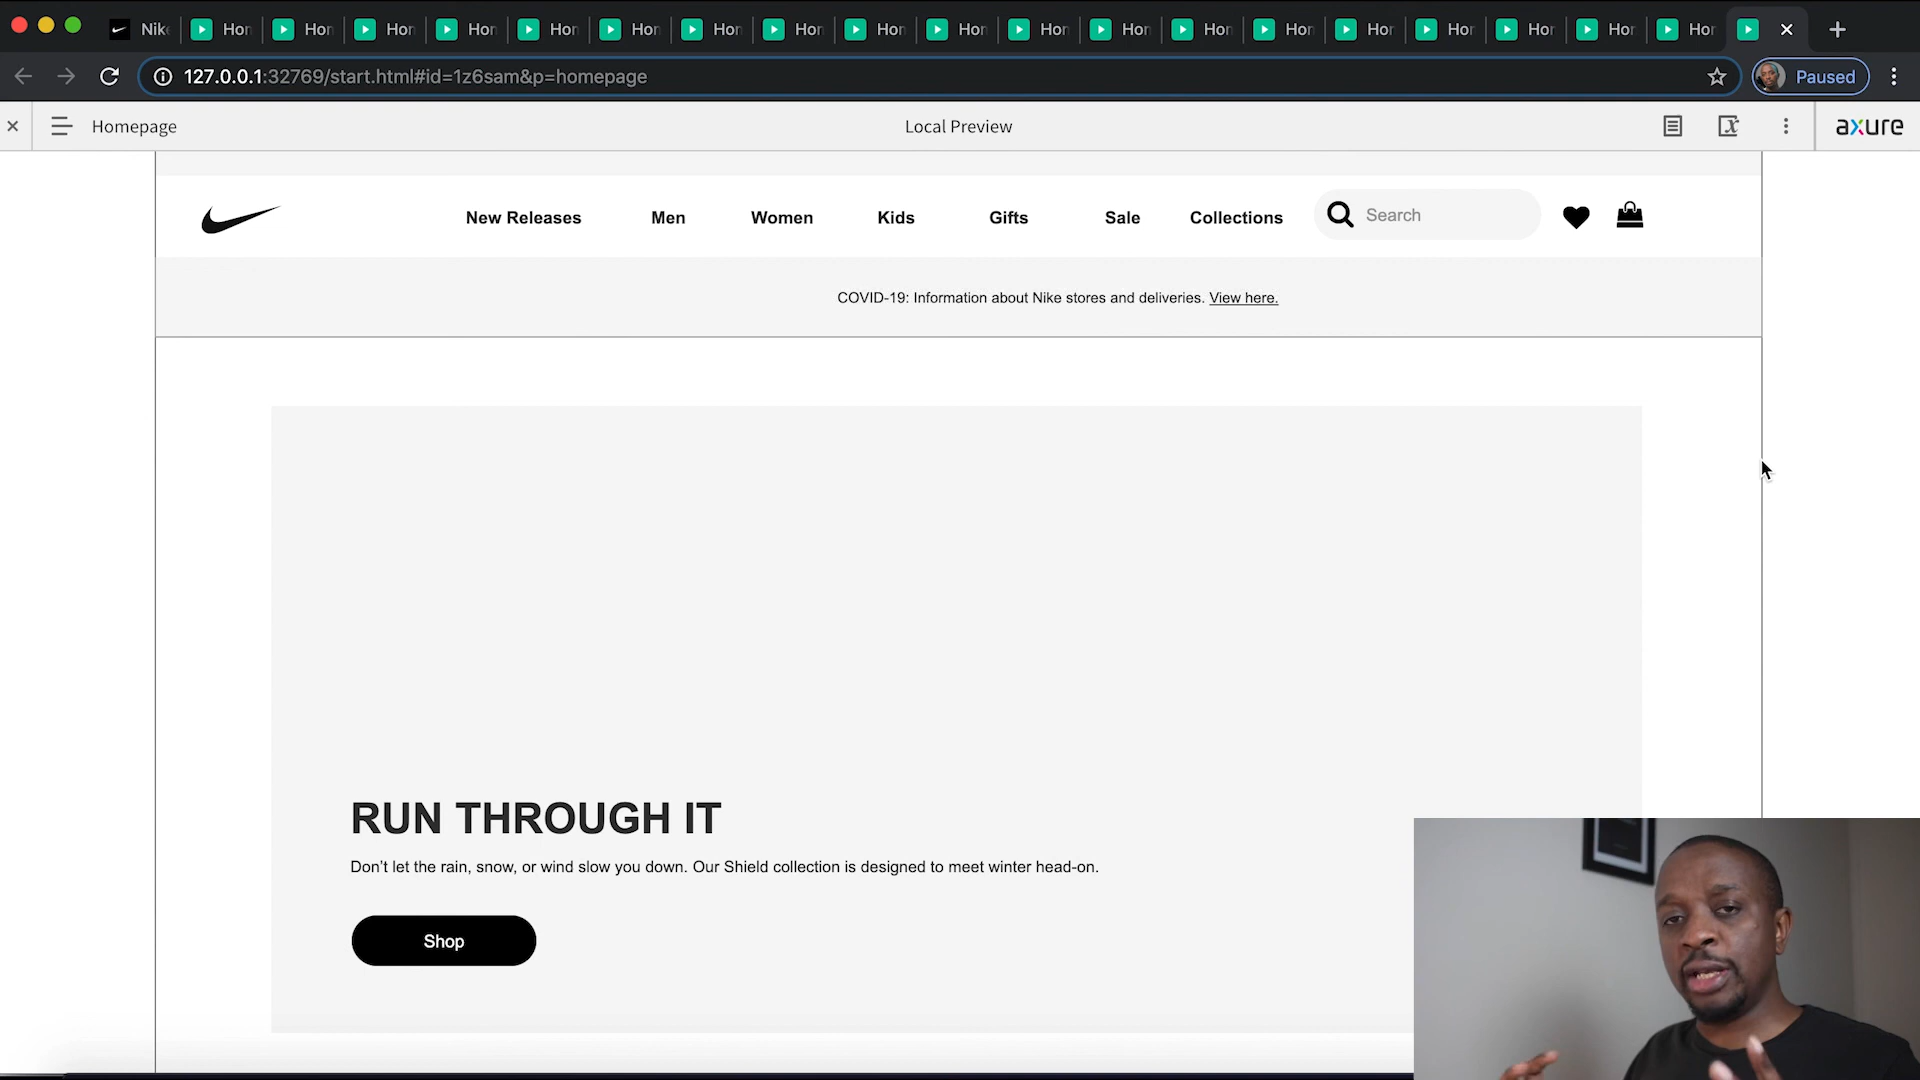 Nik Hor Hor Hor Hor Hor Hor Hor Hor Hor Hor Hor Hor Hor Hor Hor Hor Hor Hor Hor
127.0.0.1:32769/start.html#id=1z6sam&p=homepage
Paused
Homepage
Local Preview
axure
New Releases Men Women Kids Gifts Sale Collections Search
COVID-19: Information about Nike stores and deliveries. View here.
RUN THROUGH IT
Don't let the rain, snow, or wind slow you down. Our Shield collection is designed to meet winter head-on.
Shop